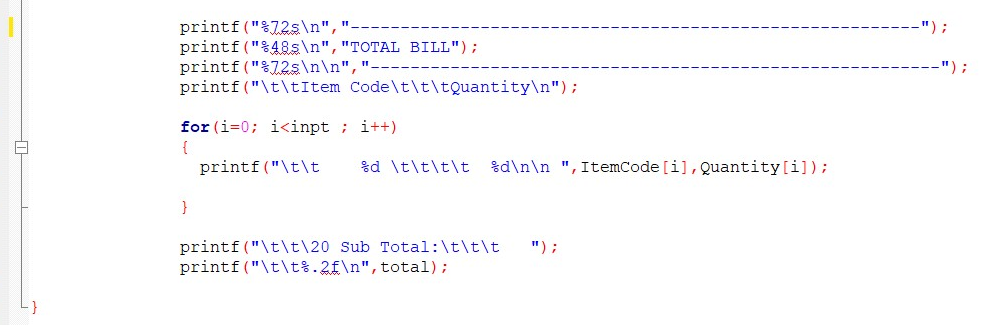 printf("%72s\n","---------------------------------------------------------");
printf("%48s\n","TOTAL BILL");
printf("%72s\n\n","---------------------------------------------------------");
printf("\t\tItem Code\t\t\tQuantity\n");
for(i=0; i<inpt ; i++)
{
printf("\t\t    %d \t\t\t\t  %d\n\n ",ItemCode[i],Quantity[i]);
}
printf("\t\t\20 Sub Total:\t\t\t   ");
printf("\t\t%.2f\n",total);
}